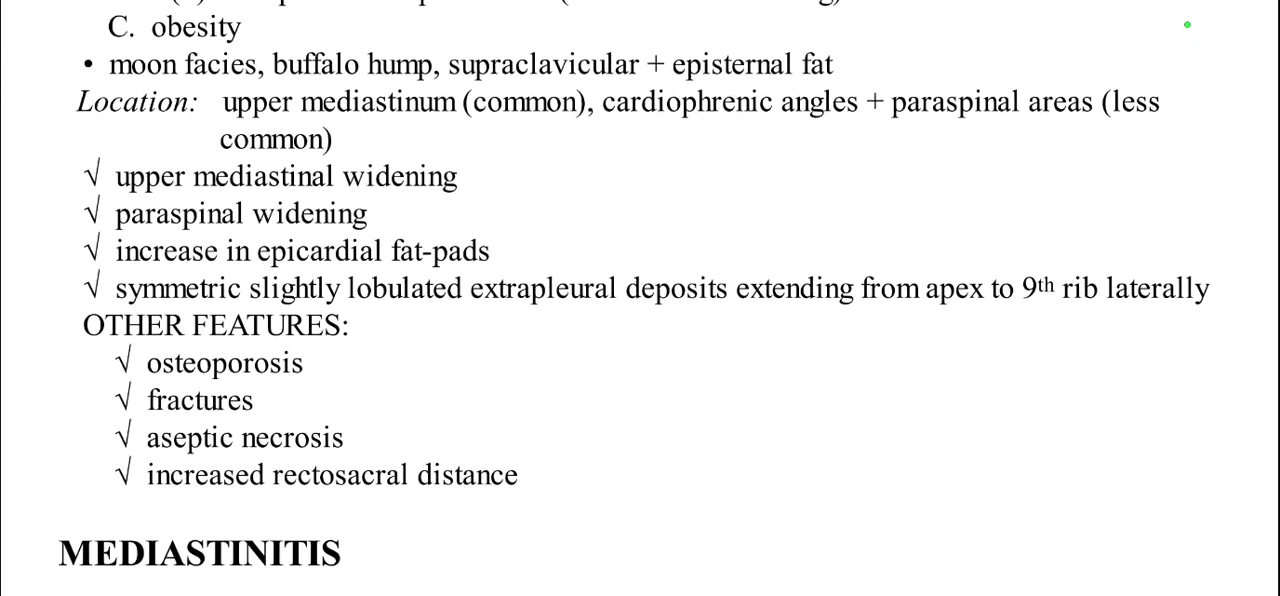 C. obesity
• moon facies, buffalo hump, supraclavicular + episternal fat
Location: upper mediastinum (common), cardiophrenic angles + paraspinal areas (less
common)
√ upper mediastinal widening
√ paraspinal widening
√ increase in epicardial fat-pads
√ symmetric slightly lobulated extrapleural deposits extending from apex to 9th rib laterally
OTHER FEATURES:
√ osteoporosis
√ fractures
√ aseptic necrosis
√ increased rectosacral distance
MEDIASTINITIS